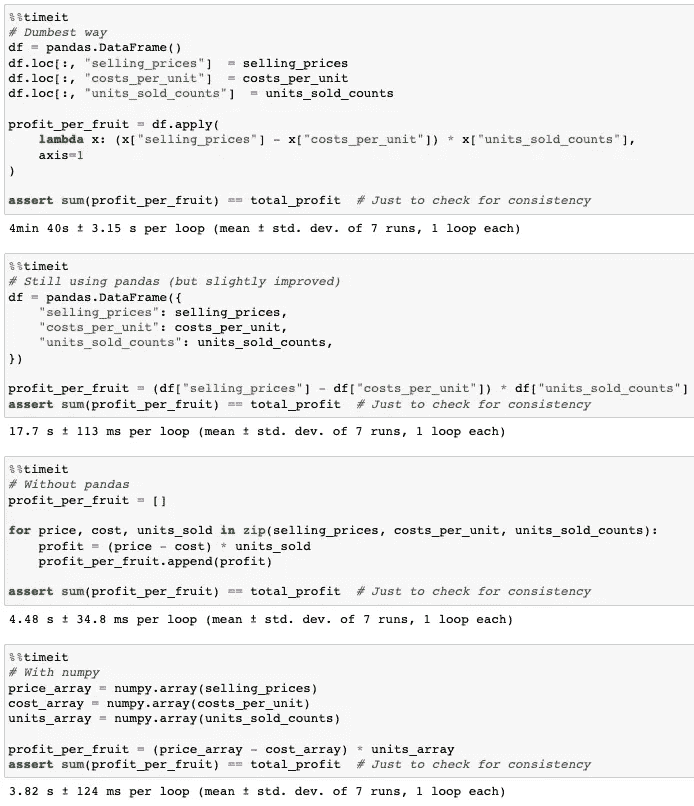 %%timeit
# Dumbest way
df = pandas.DataFrame()
df.loc[:, "selling_prices"]  = selling_prices
df.loc[:, "costs_per_unit"]  = costs_per_unit
df.loc[:, "units_sold_counts"]  = units_sold_counts

profit_per_fruit = df.apply(
    lambda x: (x["selling_prices"] - x["costs_per_unit"]) * x["units_sold_counts"],
    axis=1
)

assert sum(profit_per_fruit) == total_profit  # Just to check for consistency
4min 40s ± 3.15 s per loop (mean ± std. dev. of 7 runs, 1 loop each)
%%timeit
# Still using pandas (but slightly improved)
df = pandas.DataFrame({
    "selling_prices": selling_prices,
    "costs_per_unit": costs_per_unit,
    "units_sold_counts": units_sold_counts,
})

profit_per_fruit = (df["selling_prices"] - df["costs_per_unit"]) * df["units_sold_counts"]
assert sum(profit_per_fruit) == total_profit  # Just to check for consistency
17.7 s ± 113 ms per loop (mean ± std. dev. of 7 runs, 1 loop each)
%%timeit
# Without pandas
profit_per_fruit = []

for price, cost, units_sold in zip(selling_prices, costs_per_unit, units_sold_counts):
    profit = (price - cost) * units_sold
    profit_per_fruit.append(profit)

assert sum(profit_per_fruit) == total_profit  # Just to check for consistency
4.48 s ± 34.8 ms per loop (mean ± std. dev. of 7 runs, 1 loop each)
%%timeit
# With numpy
price_array = numpy.array(selling_prices)
cost_array = numpy.array(costs_per_unit)
units_array = numpy.array(units_sold_counts)

profit_per_fruit = (price_array - cost_array) * units_array
assert sum(profit_per_fruit) == total_profit  # Just to check for consistency
3.82 s ± 124 ms per loop (mean ± std. dev. of 7 runs, 1 loop each)